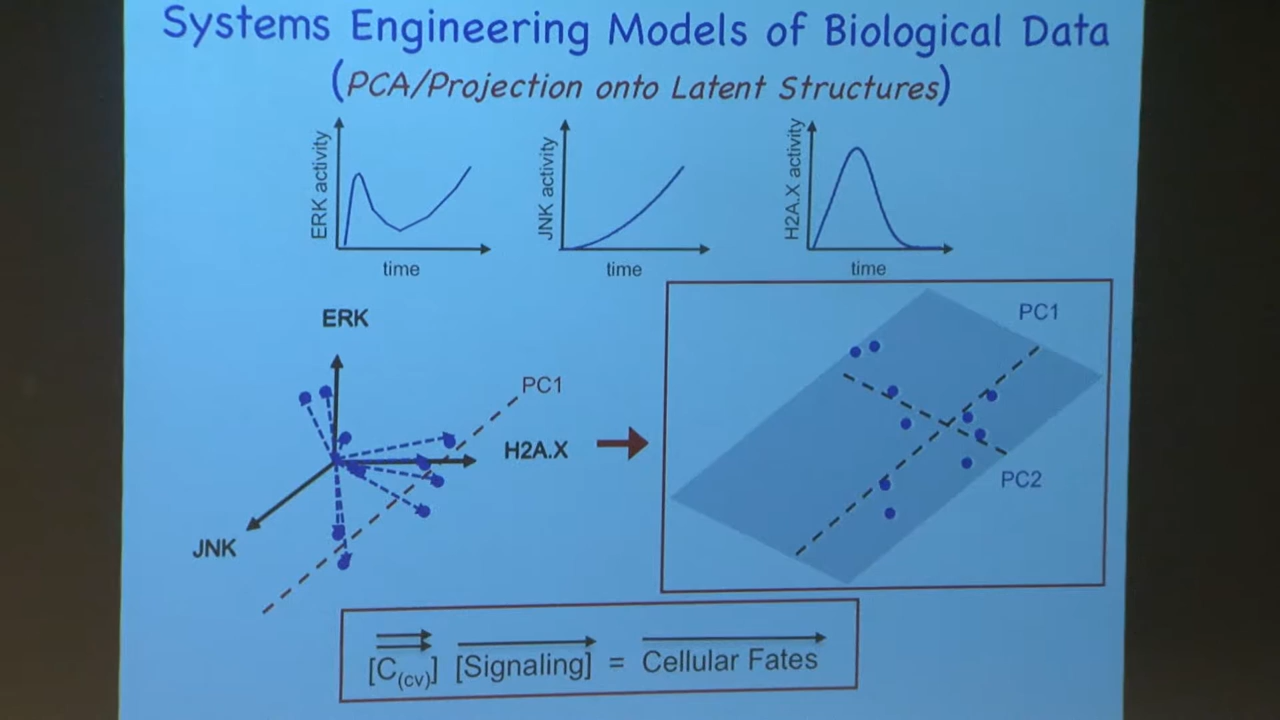 Systems Engineering Models of Biological Data
(PCA/Projection onto Latent Structures)
ERK activity
time
JNK activity
time
H2A.X activity
time
ERK
PC1
H2A.X
JNK
PC1
PC2
[C(cv)] [Signaling] = Cellular Fates